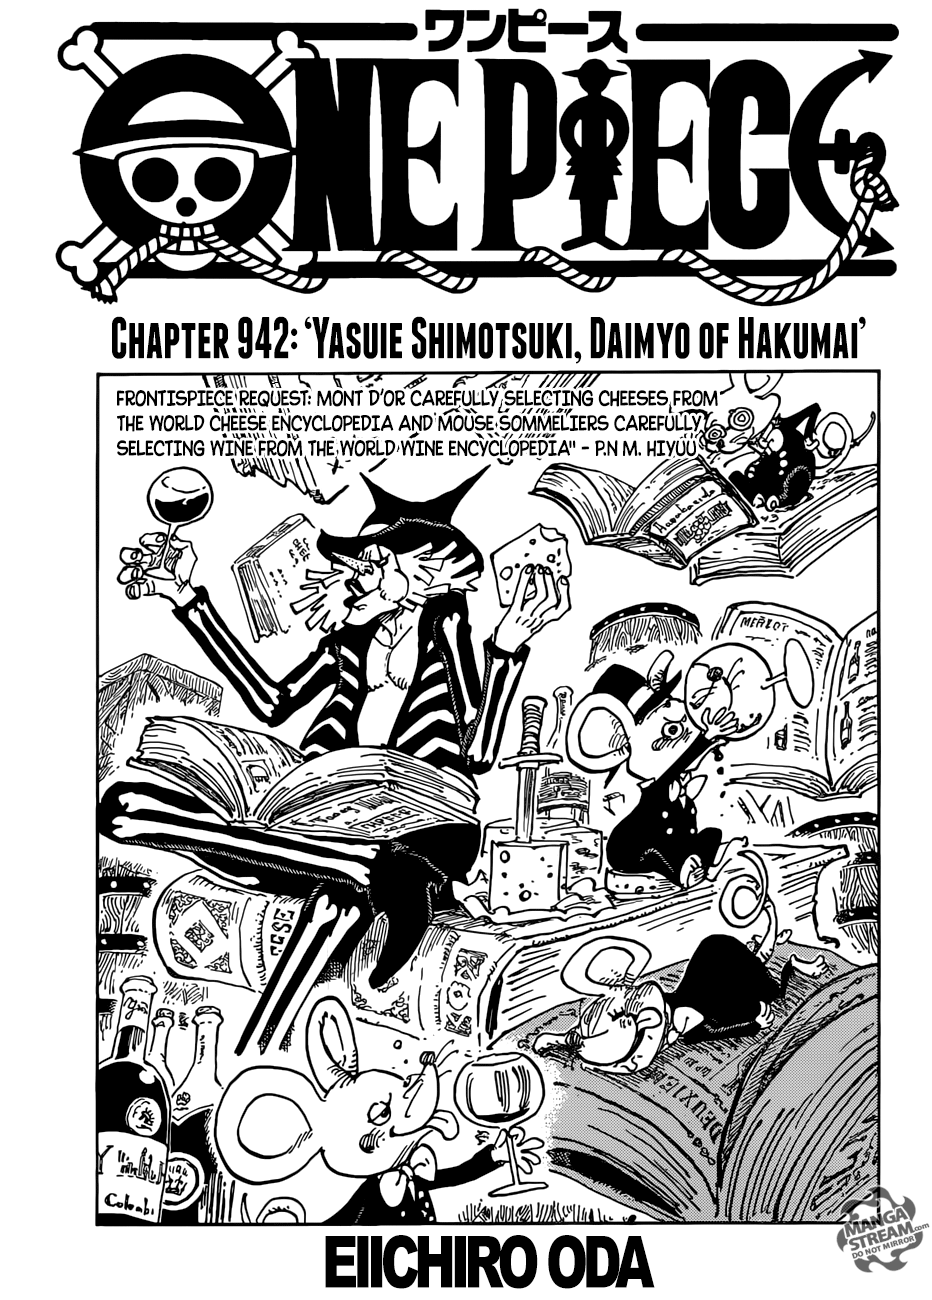 ワンピース
ONE PIECE
CHAPTER 942: ‘YASUIE SHIMOTSUKI, DAIMYO OF HAKUMAI’
FRONTISPIECE REQUEST: MONT D'OR CAREFULLY SELECTING CHEESES FROM
THE WORLD CHEESE ENCYCLOPEDIA AND MOUSE SOMMELIERS CAREFULLY
SELECTING WINE FROM THE WORLD WINE ENCYCLOPEDIA" - P.N M. HIYUU
MERLOT
DEUXIEM
EIICHIRO ODA
MANGA
STREAM.com
DO NOT MIRROR